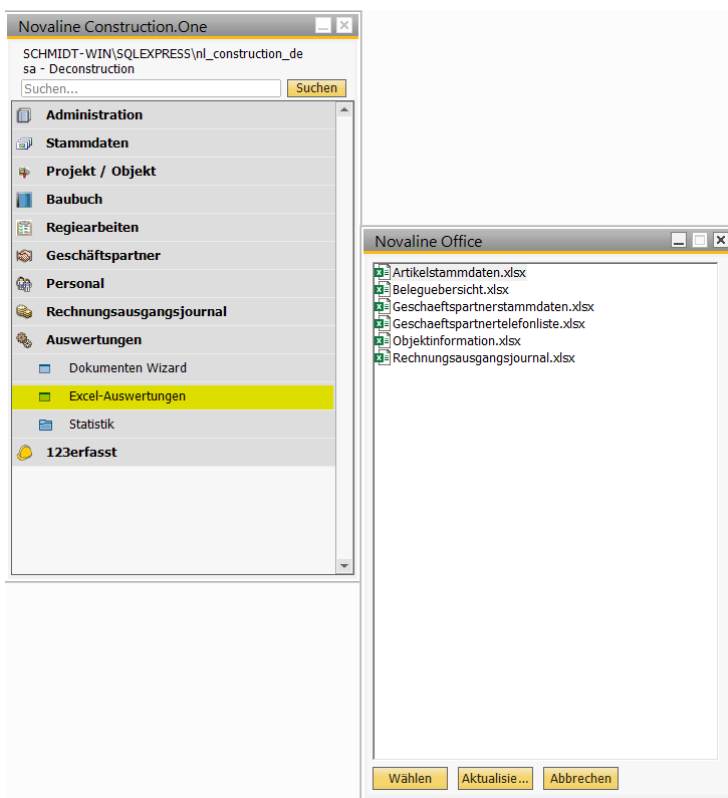 Novaline Construction.One
SCHMIDT-WIN\SQLEXPRESS\nl_construction_de
sa - Deconstruction
Suchen...
Suchen
Administration
Stammdaten
Projekt / Objekt
Baubuch
Regiearbeiten
Geschäftspartner
Personal
Rechnungsausgangsjournal
Auswertungen
Dokumenten Wizard
Excel-Auswertungen
Statistik
123erfasst
Novaline Office
Artikelstammdaten.xlsx
Beleguebersicht.xlsx
Geschaeftspartnerstammdaten.xlsx
Geschaeftspartnertelefonliste.xlsx
Objektinformation.xlsx
Rechnungsausgangsjournal.xlsx
Wählen
Aktualisie...
Abbrechen